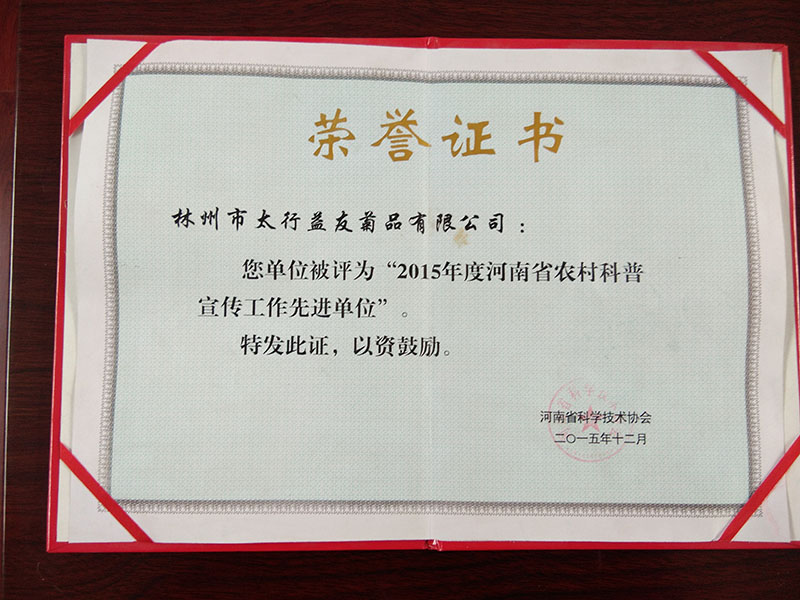 荣誉证书
林州市太行益友菊品有限公司：
您单位被评为“2015年度河南省农村科普
宣传工作先进单位”。
特发此证，以资鼓励。
河南省科学技术协会
二〇一五年十二月